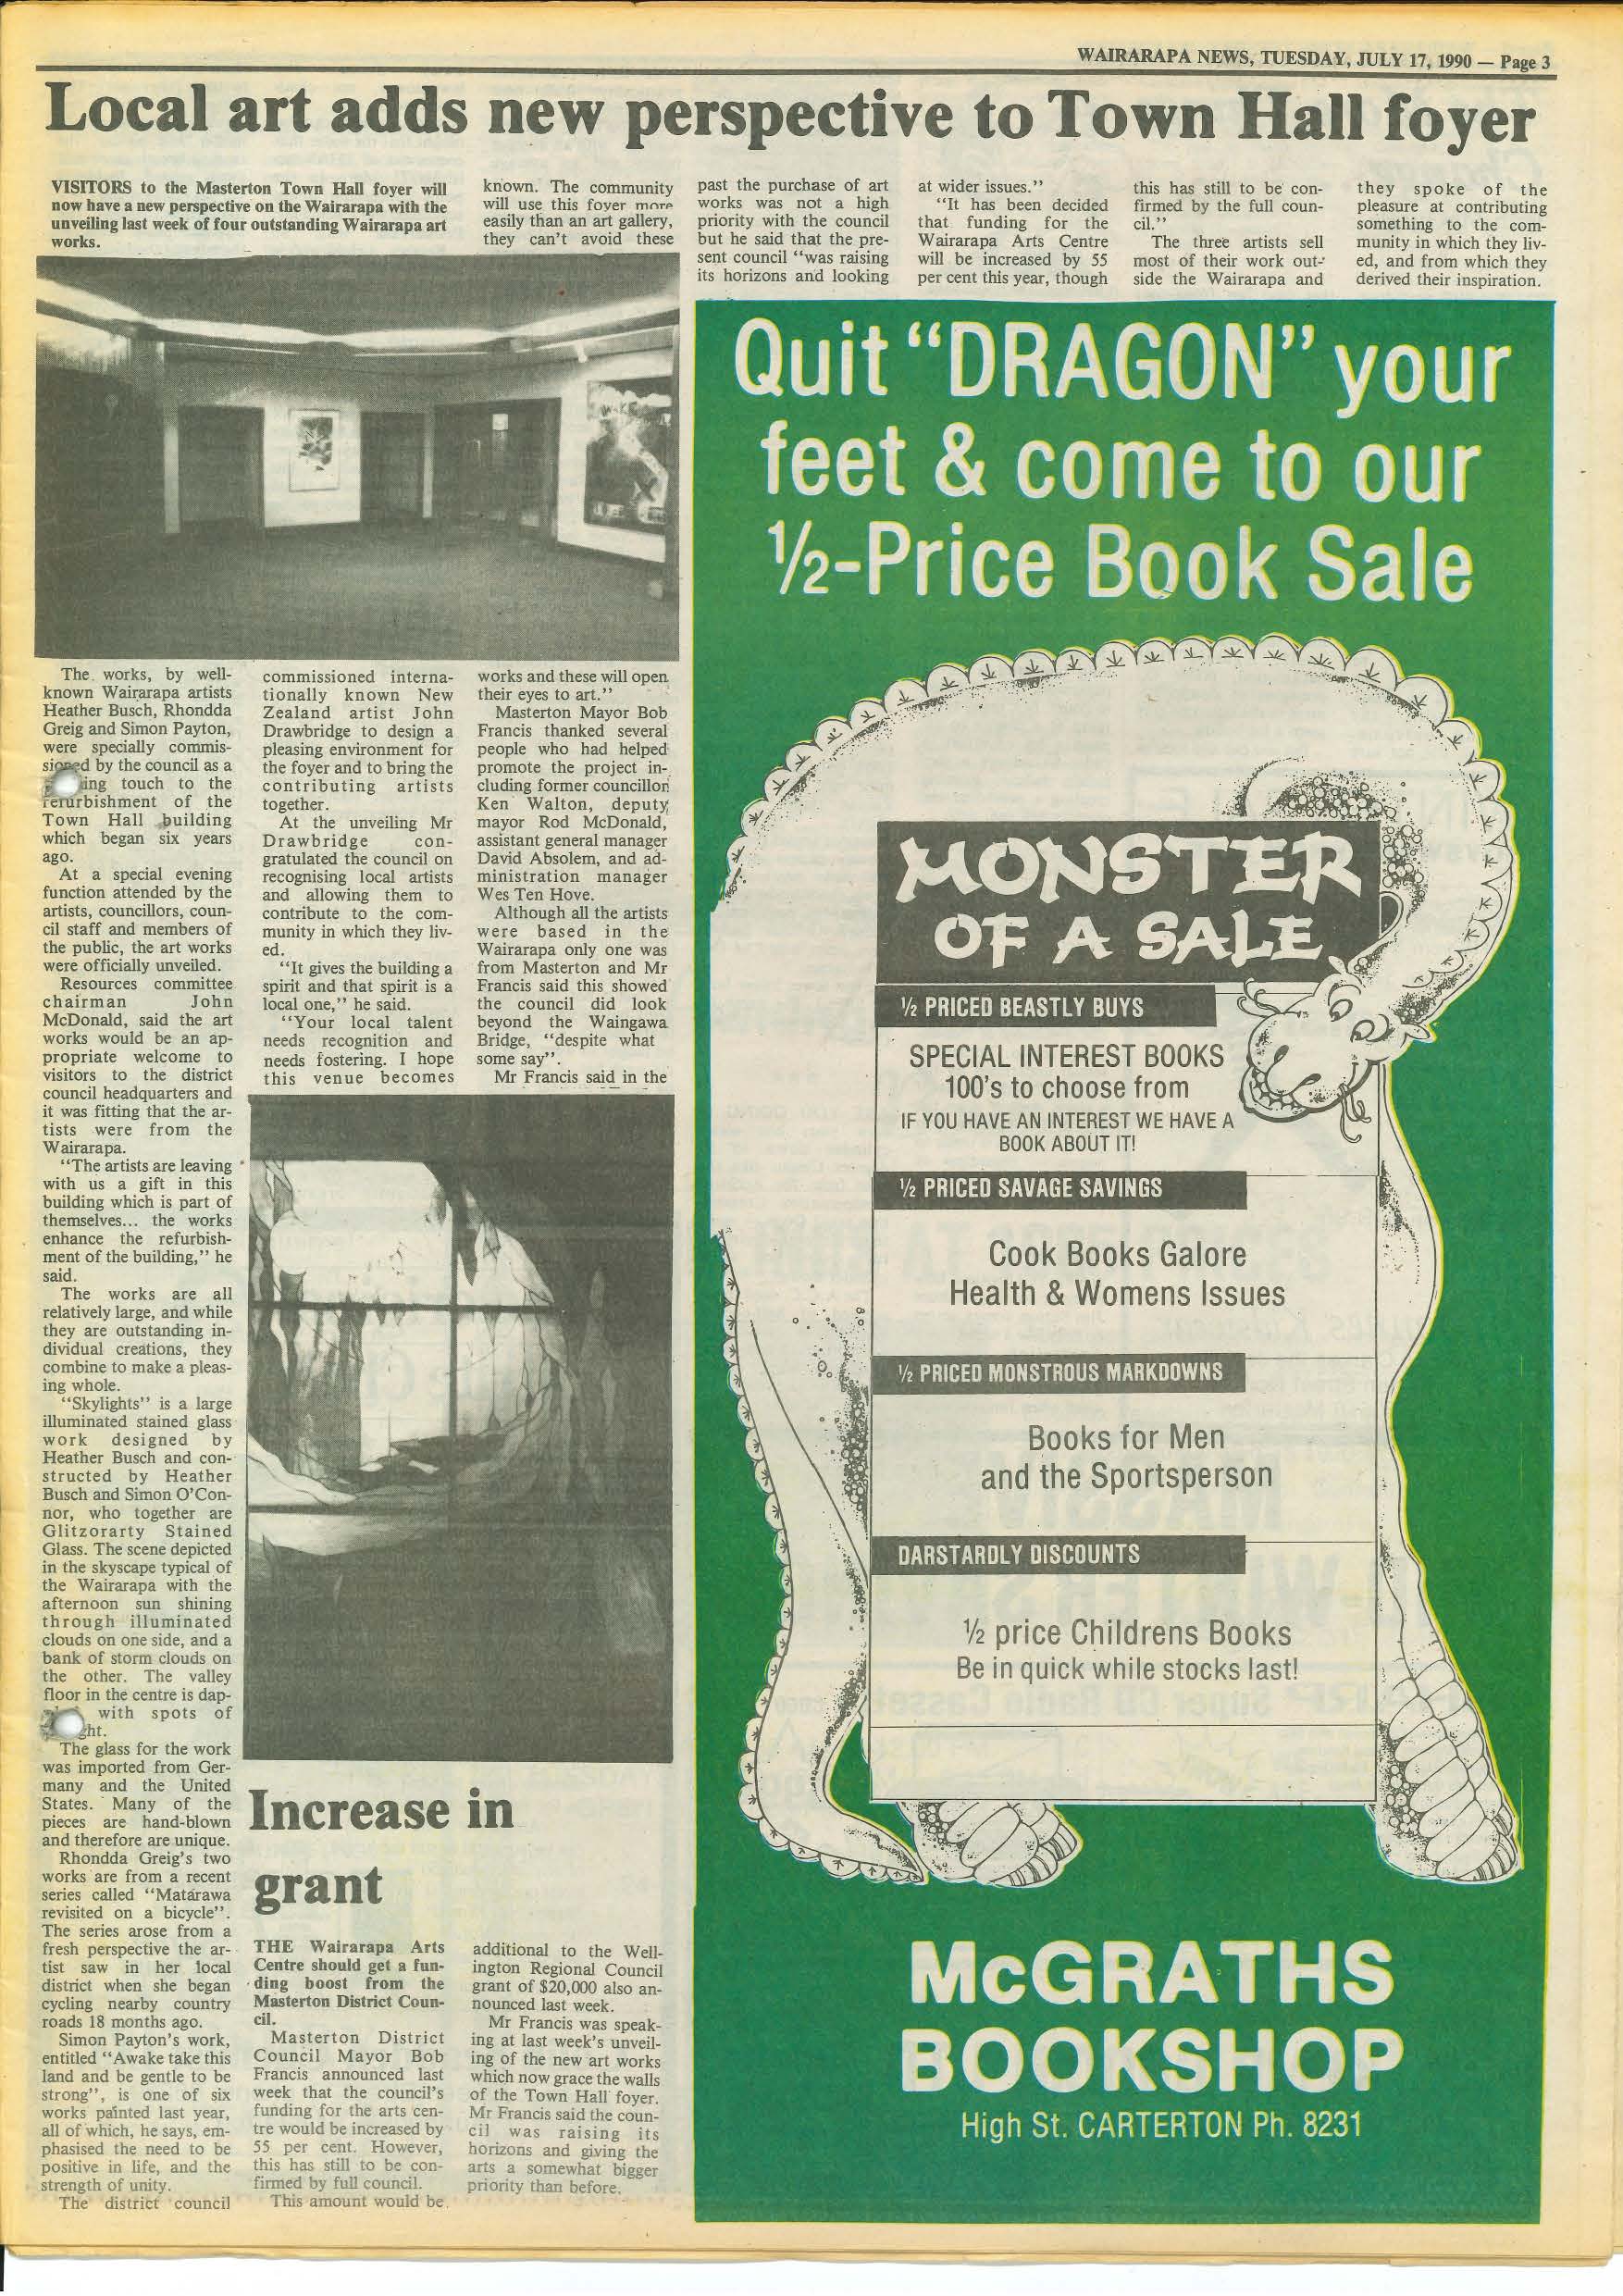 WAIRARAPA NEWS, TUESDAY, JULY 17, 1990 — Page 3
Local art adds new perspective to Town Hall foyer
VISITORS to the Masterton Town Hall foyer will
now have a new perspective on the Wairarapa with the
unveiling last week of four outstanding Wairarapa art
works.
The works, by well-
known Wairarapa artists
Heather Busch, Rhondda
Greig and Simon Payton,
were specially commis-
sioned by the council as a
ing touch to the
refurbishment of the
Town Hall building
which began six years
ago.
At a special evening
function attended by the
artists, councillors, coun-
cil staff and members of
the public, the art works
were officially unveiled.
Resources committee
chairman John
McDonald, said the art
works would be an ap-
propriate welcome to
visitors to the district
council headquarters and
it was fitting that the ar-
tists were from the
Wairarapa.
"The artists are leaving
with us a gift in this
building which is part of
themselves... the works
enhance the refurbish-
ment of the building," he
said.
The works are all
relatively large, and while
they are outstanding in-
dividual creations, they
combine to make a pleas-
ing whole.
"Skylights" is a large
illuminated stained glass
work designed by
Heather Busch and con-
structed by Heather
Busch and Simon O'Con-
nor, who together are
Glitzorarty Stained
Glass. The scene depicted
in the skyscape typical of
the Wairarapa with the
afternoon sun shining
through illuminated
clouds on one side, and a
bank of storm clouds on
the other. The valley
floor in the centre is dap-
with spots of
ght.
The glass for the work
was imported from Ger-
many and the United
States. Many of the
pieces are hand-blown
and therefore are unique.
Rhondda Greig's two
works are from a recent
series called "Matarawa
revisited on a bicycle".
The series arose from a
fresh perspective the ar-
tist saw in her local
district when she began
cycling nearby country
roads 18 months ago.
Simon Payton's work,
entitled "Awake take this
land and be gentle to be
strong", is one of six
works painted last year,
all of which, he says, em-
phasised the need to be
positive in life, and the
strength of unity.
The district council
commissioned interna-
tionally known New
Zealand artist John
Drawbridge to design a
pleasing environment for
the foyer and to bring the
contributing artists
together.
At the unveiling Mr
Drawbridge con-
gratulated the council on
recognising local artists
and allowing them to
contribute to the com-
munity in which they liv-
ed.
"It gives the building a
spirit and that spirit is a
local one," he said.
"Your local talent
needs recognition and
needs fostering. I hope
this venue becomes
known. The community
will use this foyer more
easily than an art gallery,
they can't avoid these
works and these will open
their eyes to art."
Masterton Mayor Bob
Francis thanked several
people who had helped
promote the project in-
cluding former councillor
Ken Walton, deputy
mayor Rod McDonald,
assistant general manager
David Absolem, and ad-
ministration manager
Wes Ten Hove.
Although all the artists
were based in the
Wairarapa only one was
from Masterton and Mr
Francis said this showed
the council did look
beyond the Waingawa
Bridge, "despite what
some say".
Mr Francis said in the
past the purchase of art
works was not a high
priority with the council
but he said that the pre-
sent council "was raising
its horizons and looking
at wider issues."
"It has been decided
that funding for the
Wairarapa Arts Centre
will be increased by 55
per cent this year, though
this has still to be con-
firmed by the full coun-
cil."
The three artists sell
most of their work out-
side the Wairarapa and
they spoke of the
pleasure at contributing
something to the com-
munity in which they liv-
ed, and from which they
derived their inspiration.
Increase in
grant
THE Wairarapa Arts
Centre should get a fun-
ding boost from the
Masterton District Coun-
cil.
Masterton District
Council Mayor Bob
Francis announced last
week that the council's
funding for the arts cen-
tre would be increased by
55 per cent. However,
this has still to be con-
firmed by full council.
This amount would be
additional to the Well-
ington Regional Council
grant of $20,000 also an-
nounced last week.
Mr Francis was speak-
ing at last week's unveil-
ing of the new art works
which now grace the walls
of the Town Hall foyer.
Mr Francis said the coun-
cil was raising its
horizons and giving the
arts a somewhat bigger
priority than before.
Quit "DRAGON" your
feet & come to our
½-Price Book Sale
MONSTER
OF A SALE
½ PRICED BEASTLY BUYS
SPECIAL INTEREST BOOKS
100's to choose from
IF YOU HAVE AN INTEREST WE HAVE A
BOOK ABOUT IT!
½ PRICED SAVAGE SAVINGS
Cook Books Galore
Health & Womens Issues
½ PRICED MONSTROUS MARKDOWNS
Books for Men
and the Sportsperson
DARSTARDLY DISCOUNTS
½ price Childrens Books
Be in quick while stocks last!
McGRATHS
BOOKSHOP
High St. CARTERTON Ph. 8231